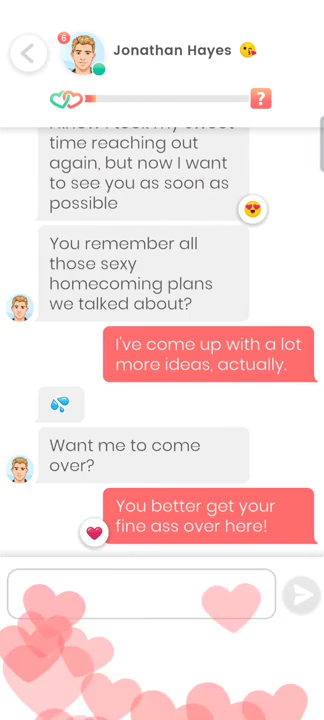 6
Jonathan Hayes 😘
?
time reaching out
again, but now I want
to see you as soon as
possible
You remember all
those sexy
homecoming plans
we talked about?
I've come up with a lot
more ideas, actually.
💦
Want me to come
over?
You better get your
fine ass over here!